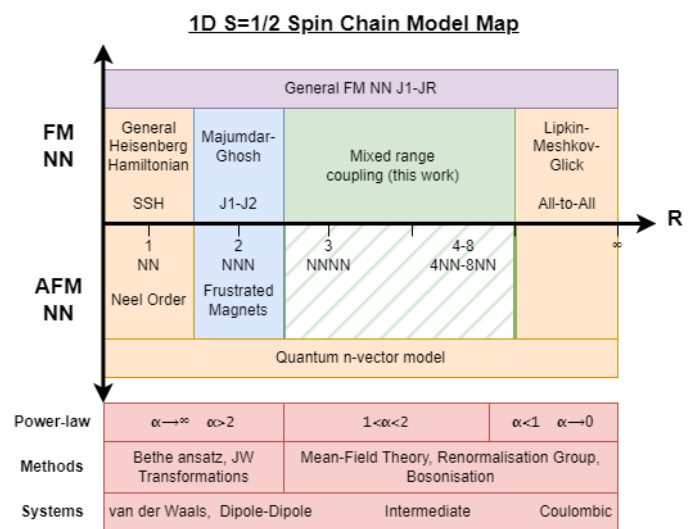 1D S=1/2 Spin Chain Model Map
General FM NN J1-JR
FM
NN
General
Heisenberg
Hamiltonian
SSH
Majumdar-
Ghosh
J1-J2
Mixed range
coupling (this work)
Lipkin-
Meshkov-
Glick
All-to-All
R
1
NN
2
NNN
3
NNNN
4-8
4NN-8NN
∞
AFM
NN
Neel Order
Frustrated
Magnets
Quantum n-vector model
Power-law
α→∞ α>2
1<α<2
α<1 α→0
Methods
Bethe ansatz, JW
Transformations
Mean-Field Theory, Renormalisation Group,
Bosonisation
Systems
van der Waals, Dipole-Dipole
Intermediate
Coulombic